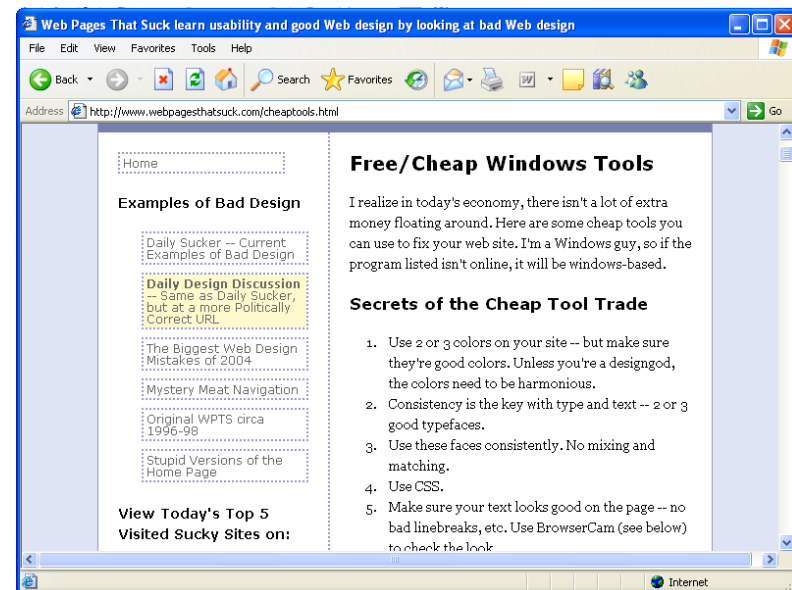 Web Pages That Suck learn usability and good Web design by looking at bad Web design
File Edit View Favorites Tools Help
Back Search Favorites
Address http://www.webpagesthatsuck.com/cheaptools.html Go
Home
Examples of Bad Design
Daily Sucker -- Current
Examples of Bad Design
Daily Design Discussion
-- Same as Daily Sucker,
but at a more Politically
Correct URL
The Biggest Web Design
Mistakes of 2004
Mystery Meat Navigation
Original WPTS circa
1996-98
Stupid Versions of the
Home Page
View Today's Top 5
Visited Sucky Sites on:
Free/Cheap Windows Tools
I realize in today's economy, there isn't a lot of extra
money floating around. Here are some cheap tools you
can use to fix your web site. I'm a Windows guy, so if the
program listed isn't online, it will be windows-based.
Secrets of the Cheap Tool Trade
1. Use 2 or 3 colors on your site -- but make sure
they're good colors. Unless you're a designgod,
the colors need to be harmonious.
2. Consistency is the key with type and text -- 2 or 3
good typefaces.
3. Use these faces consistently. No mixing and
matching.
4. Use CSS.
5. Make sure your text looks good on the page -- no
bad linebreaks, etc. Use BrowserCam (see below)
to check the look
Internet